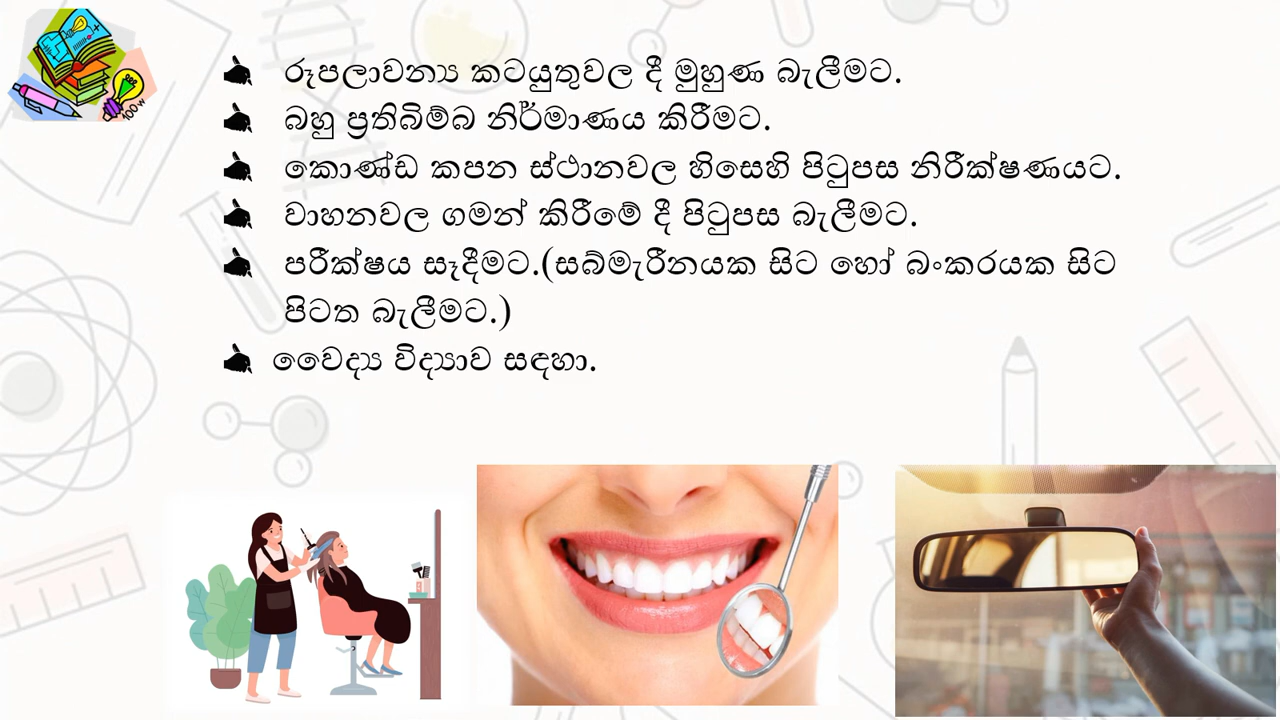 රූපලාවන්‍ය කටයුතුවල දී මුහුණ බැලීමට.
බහු ප්‍රතිබිම්බ නිර්මාණය කිරීමට.
කොණ්ඩ කපන ස්ථානවල හිසෙහි පිටුපස නිරීක්ෂණයට.
වාහනවල ගමන් කිරීමේ දී පිටුපස බැලීමට.
පරීක්ෂය සෑදීමට.(සබ්මැරීනයක සිට හෝ බංකරයක සිට
පිටත බැලීමට.)
වෛද්‍ය විද්‍යාව සඳහා.
100W